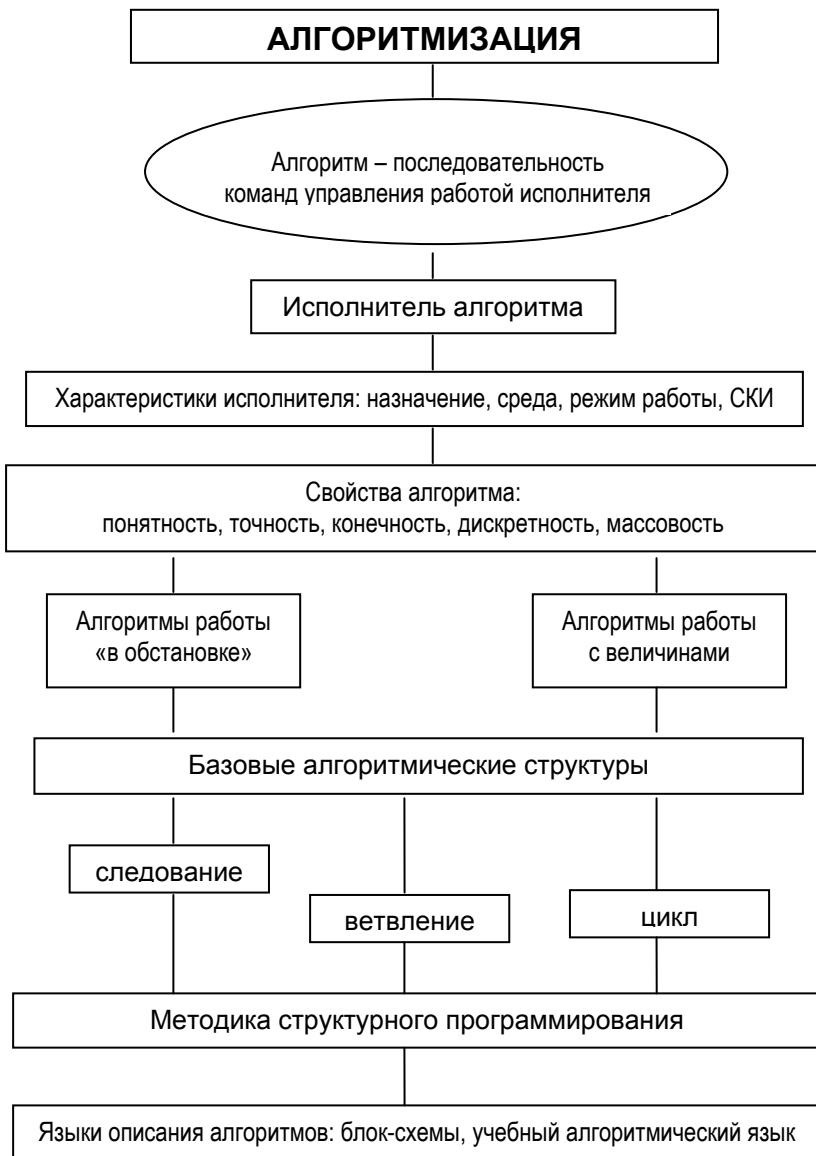 АЛГОРИТМИЗАЦИЯ
Алгоритм – последовательность
команд управления работой исполнителя
Исполнитель алгоритма
Характеристики исполнителя: назначение, среда, режим работы, СКИ
Свойства алгоритма:
понятность, точность, конечность, дискретность, массовость
Алгоритмы работы
«в обстановке»
Алгоритмы работы
с величинами
Базовые алгоритмические структуры
следование
ветвление
цикл
Методика структурного программирования
Языки описания алгоритмов: блок-схемы, учебный алгоритмический язык